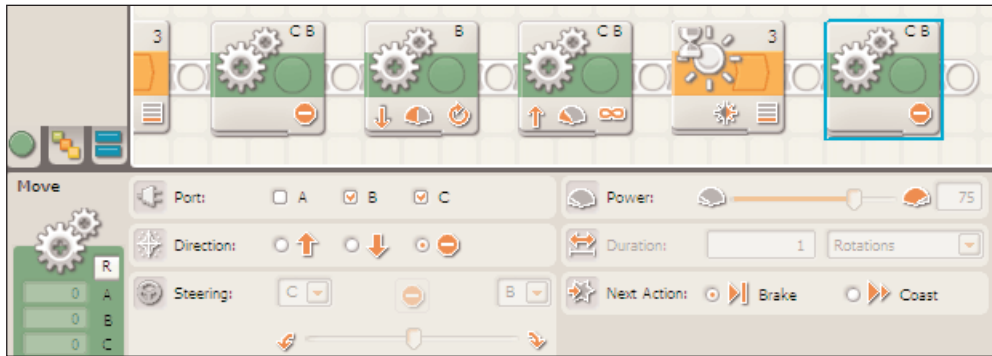 3
C B
B
C B
3
C B
Move
Port: A B C
Power: 75
Direction:
Duration: 1 Rotations
R
0 A
Steering: C B
Next Action: Brake Coast
0 B
0 C